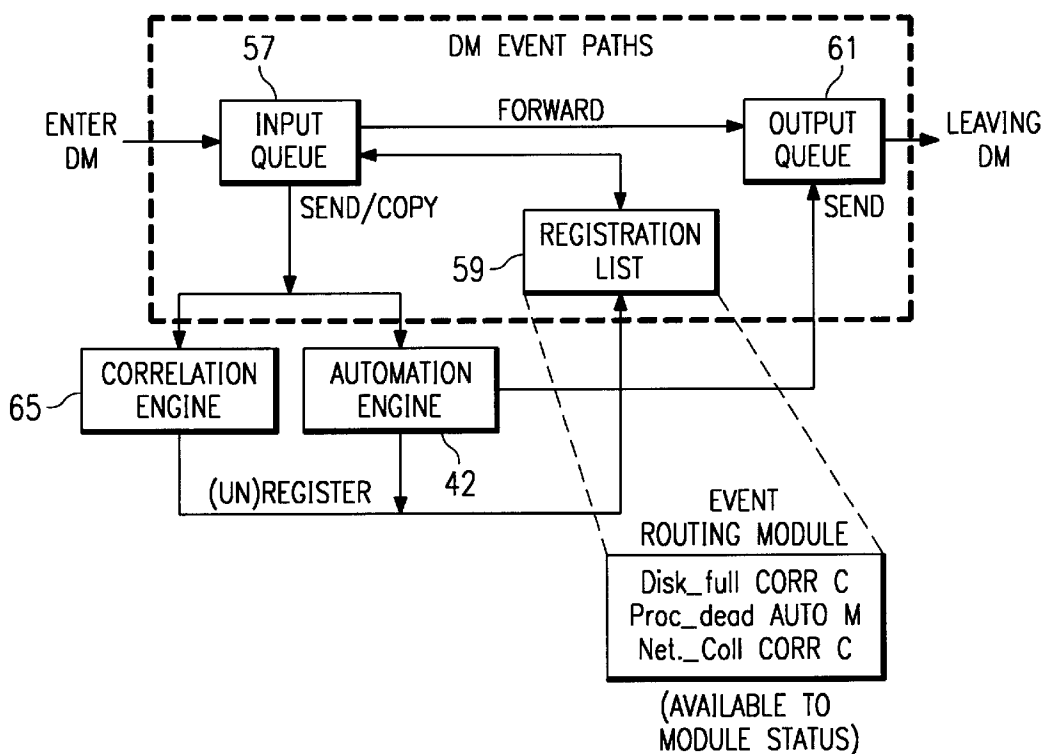 DM EVENT PATHS
57
61
ENTER
DM
INPUT
QUEUE
FORWARD
OUTPUT
QUEUE
LEAVING
DM
SEND/COPY
SEND
59
REGISTRATION
LIST
65
CORRELATION
ENGINE
AUTOMATION
ENGINE
42
(UN)REGISTER
EVENT
ROUTING MODULE
Disk_full CORR C
Proc_dead AUTO M
Net._Coll CORR C
(AVAILABLE TO
MODULE STATUS)